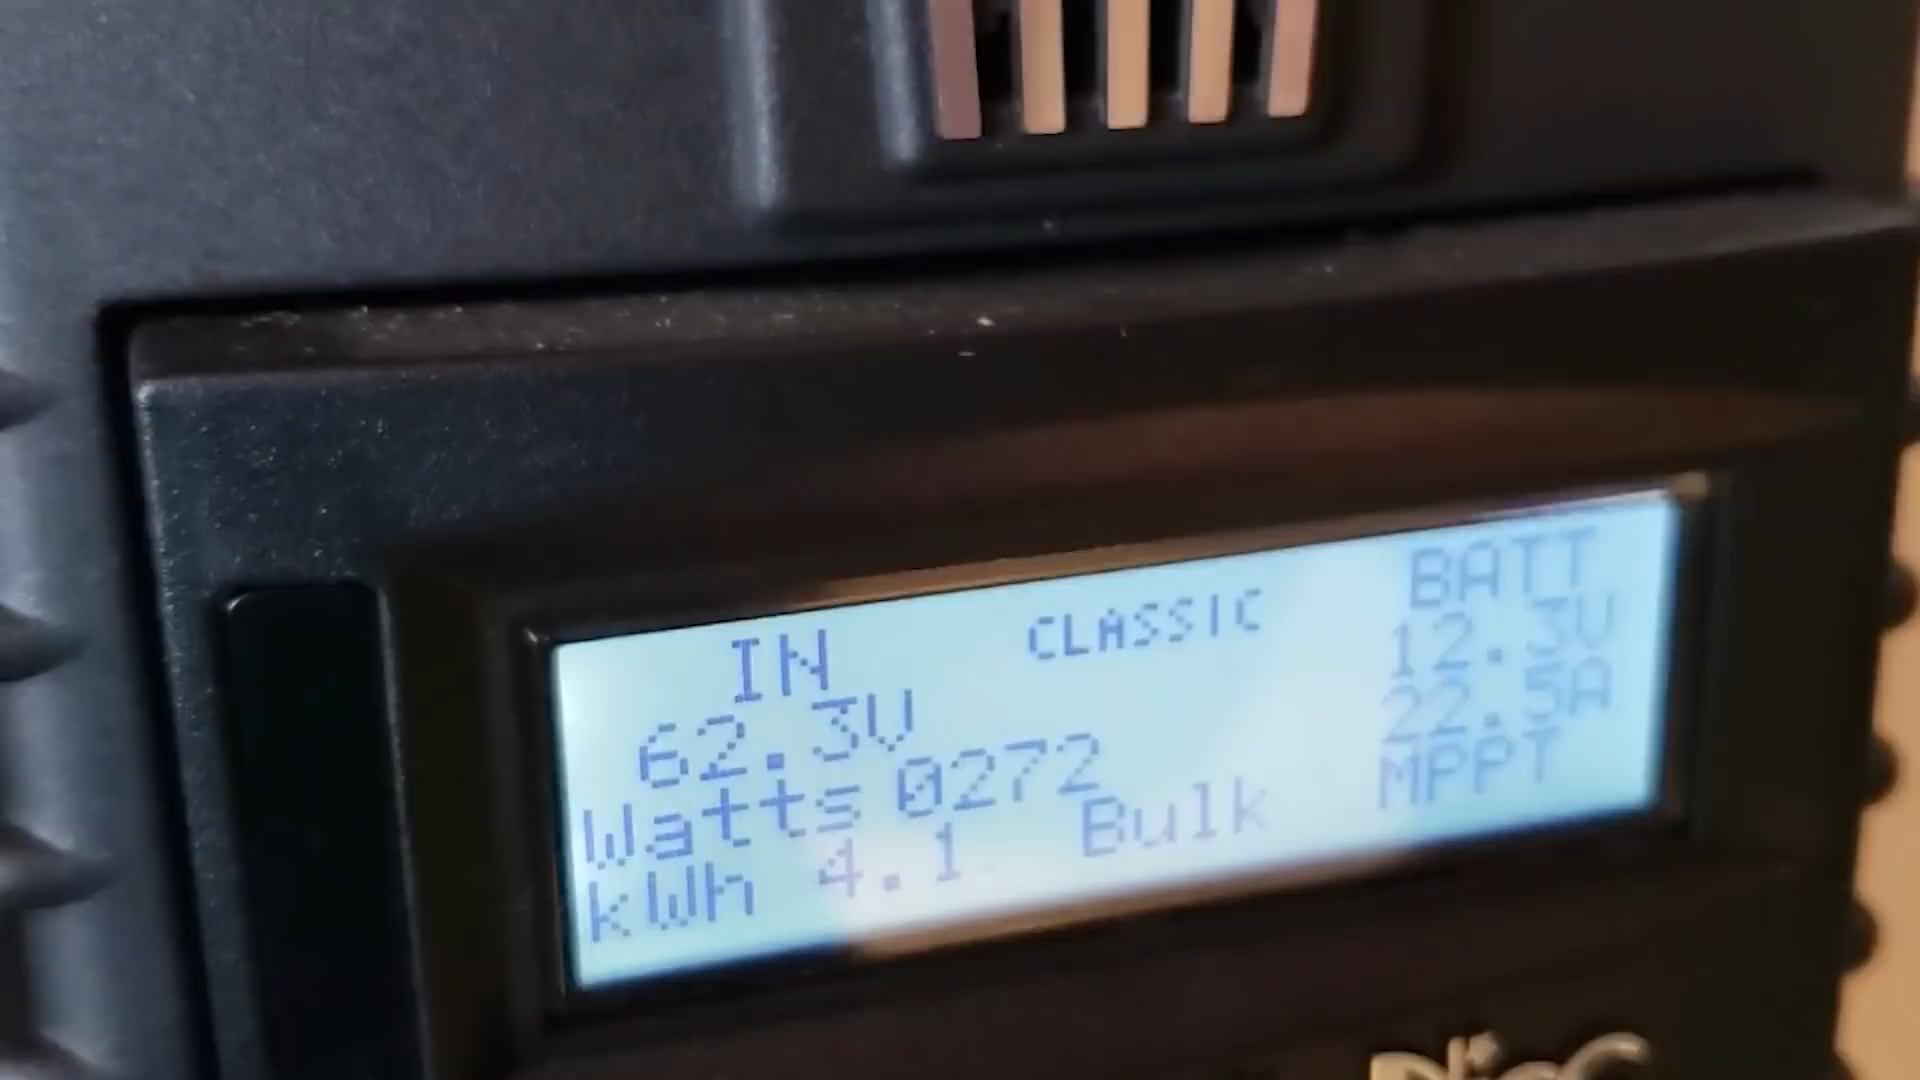 IN CLASSIC BATT
62.3V 12.3V
Watts 0272 22.5A
kWh 4.1 Bulk MPPT